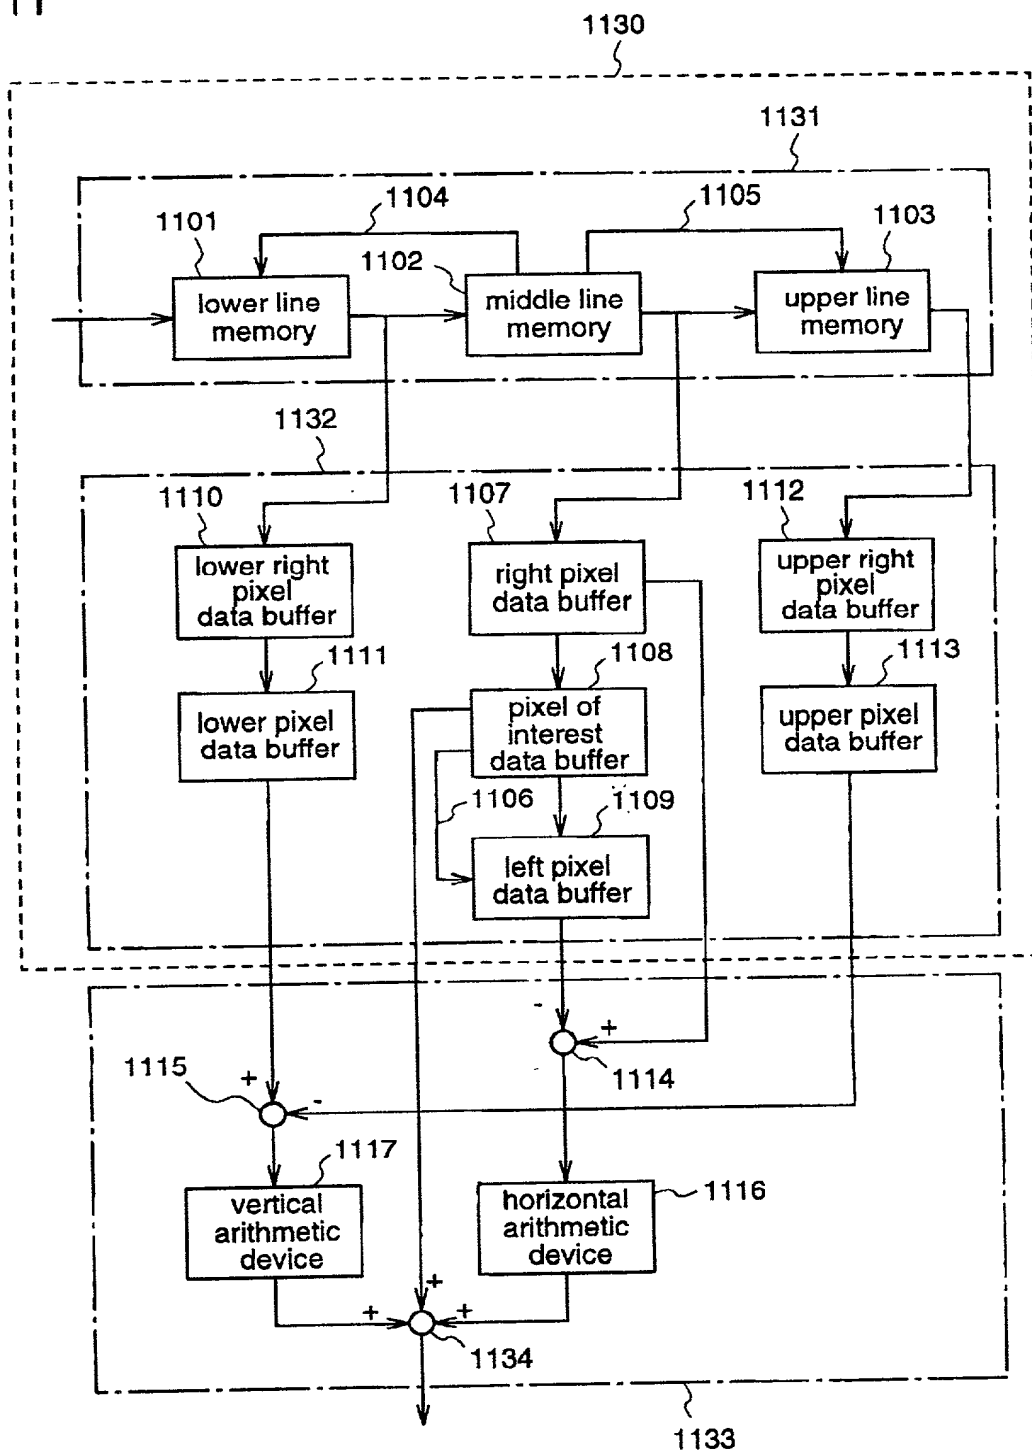 1130
1131
1104
1105
1101
1102
1103
lower line
memory
middle line
memory
upper line
memory
1132
1110
1107
1112
lower right
pixel
data buffer
right pixel
data buffer
upper right
pixel
data buffer
1111
1108
1113
lower pixel
data buffer
pixel of
interest
data buffer
upper pixel
data buffer
1106
1109
left pixel
data buffer
-
+
1114
1115
+
-
1117
1116
vertical
arithmetic
device
horizontal
arithmetic
device
+
+
+
1134
1133